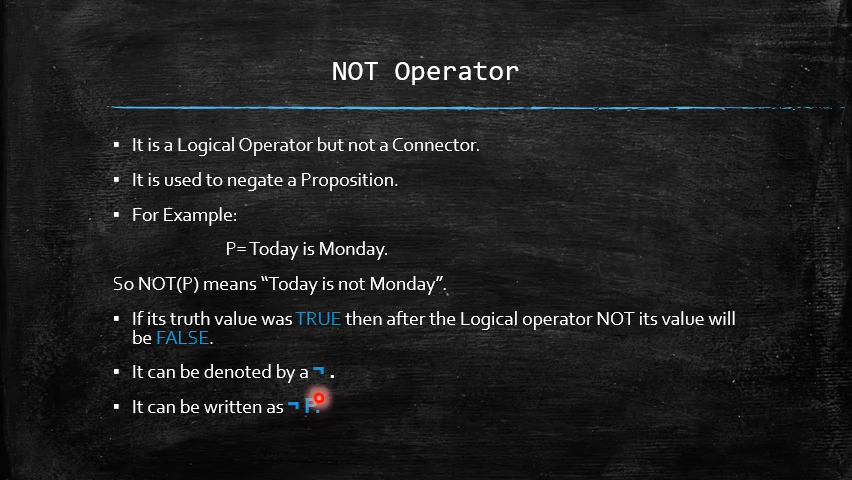 NOT Operator
▪ It is a Logical Operator but not a Connector.
▪ It is used to negate a Proposition.
▪ For Example:
P= Today is Monday.
So NOT(P) means “Today is not Monday”.
▪ If its truth value was TRUE then after the Logical operator NOT its value will
be FALSE.
▪ It can be denoted by a ¬ .
▪ It can be written as ¬ P.